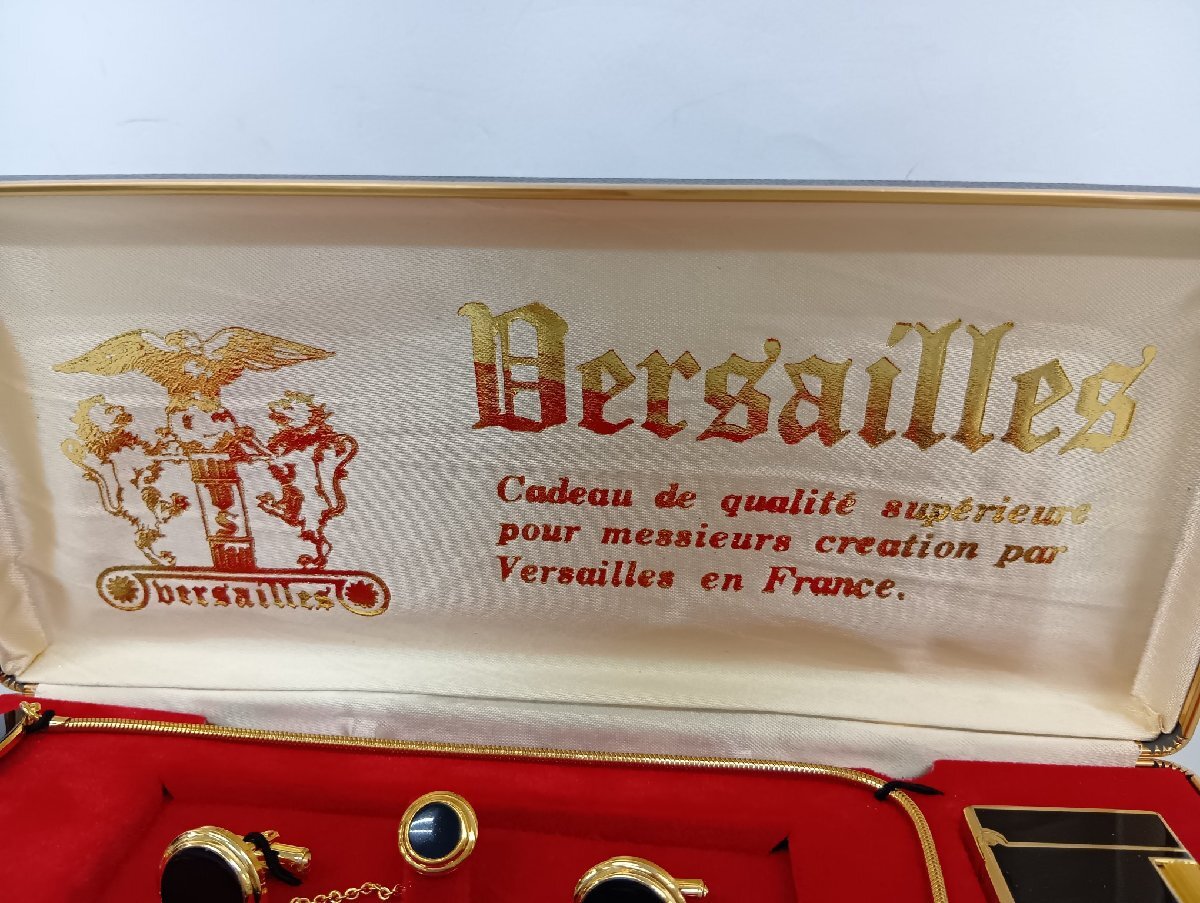 Versailles
Cadeau de qualité supérieure
pour messieurs creation par
Versailles en France.
versailles